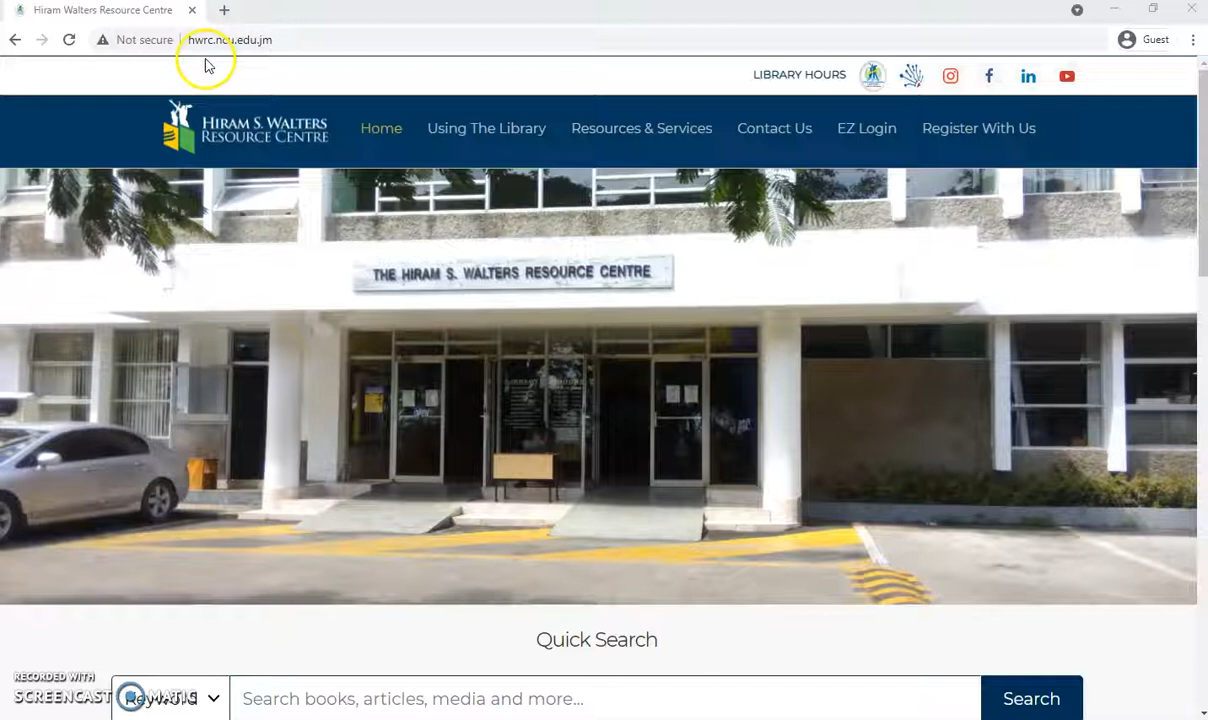 Hiram Walters Resource Centre
Not secure
hwrc.ncu.edu.jm
Guest
LIBRARY HOURS
HIRAM S. WALTERS
RESOURCE CENTRE
Home
Using The Library
Resources & Services
Contact Us
EZ Login
Register With Us
THE HIRAM S. WALTERS RESOURCE CENTRE
Quick Search
Keyword
Search books, articles, media and more...
Search
RECORDED WITH
SCREENCAST MATIC